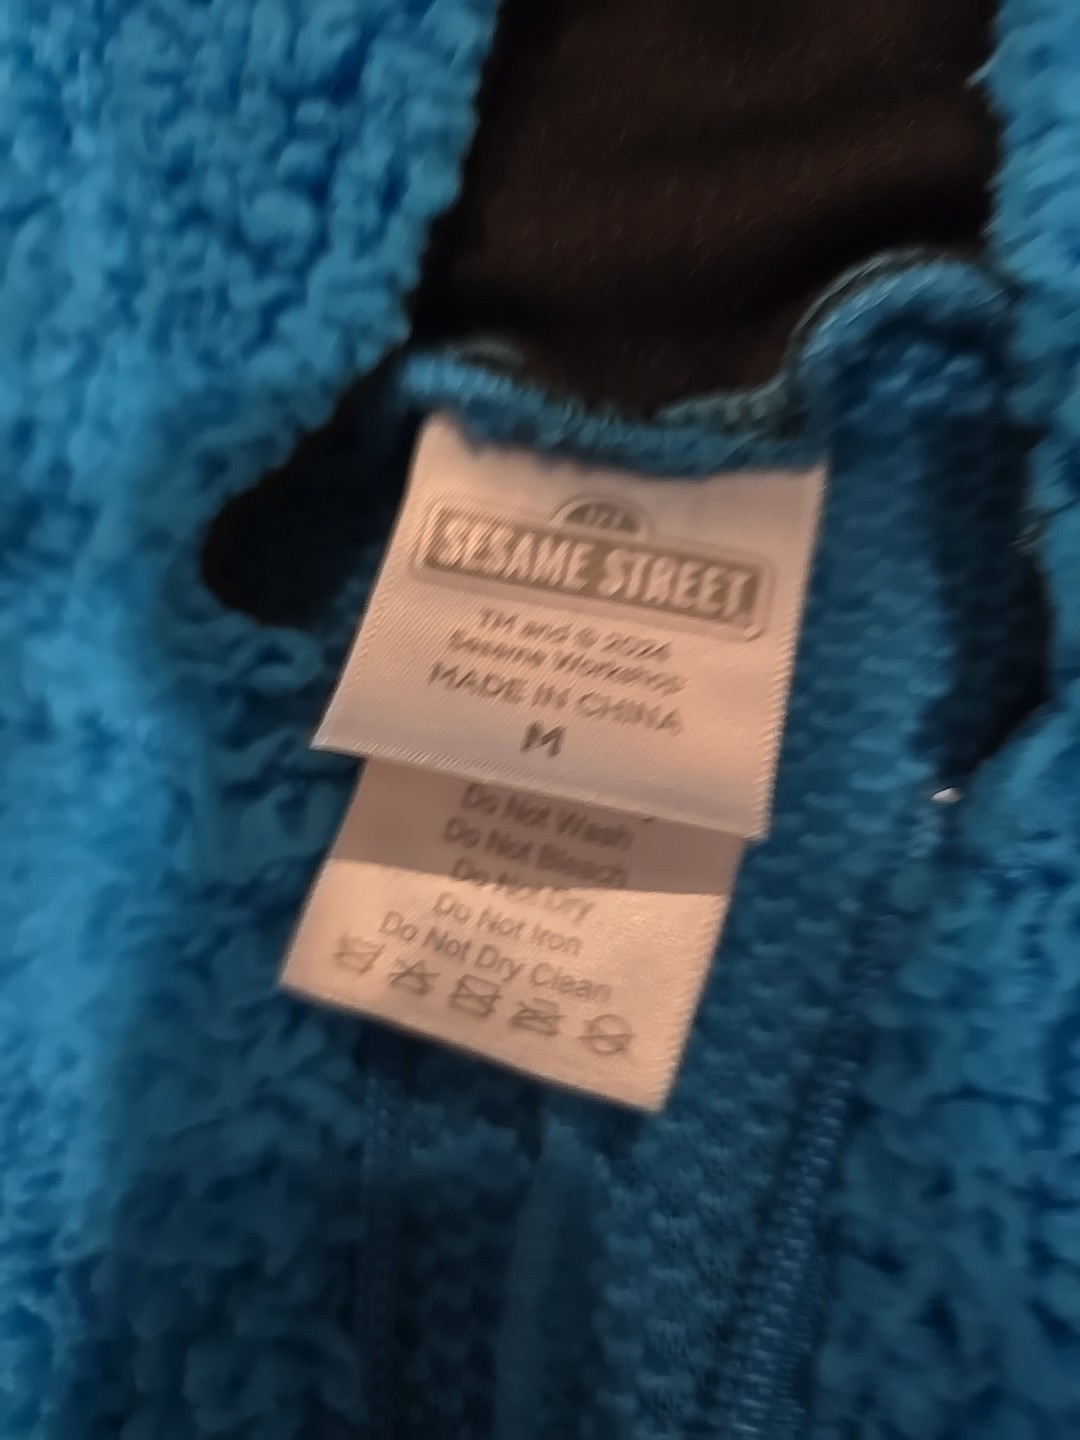 123
SESAME STREET
TM and © 2024
Sesame Workshop
MADE IN CHINA
M
Do Not Wash
Do Not Bleach
Do Not Dry
Do Not Iron
Do Not Dry Clean